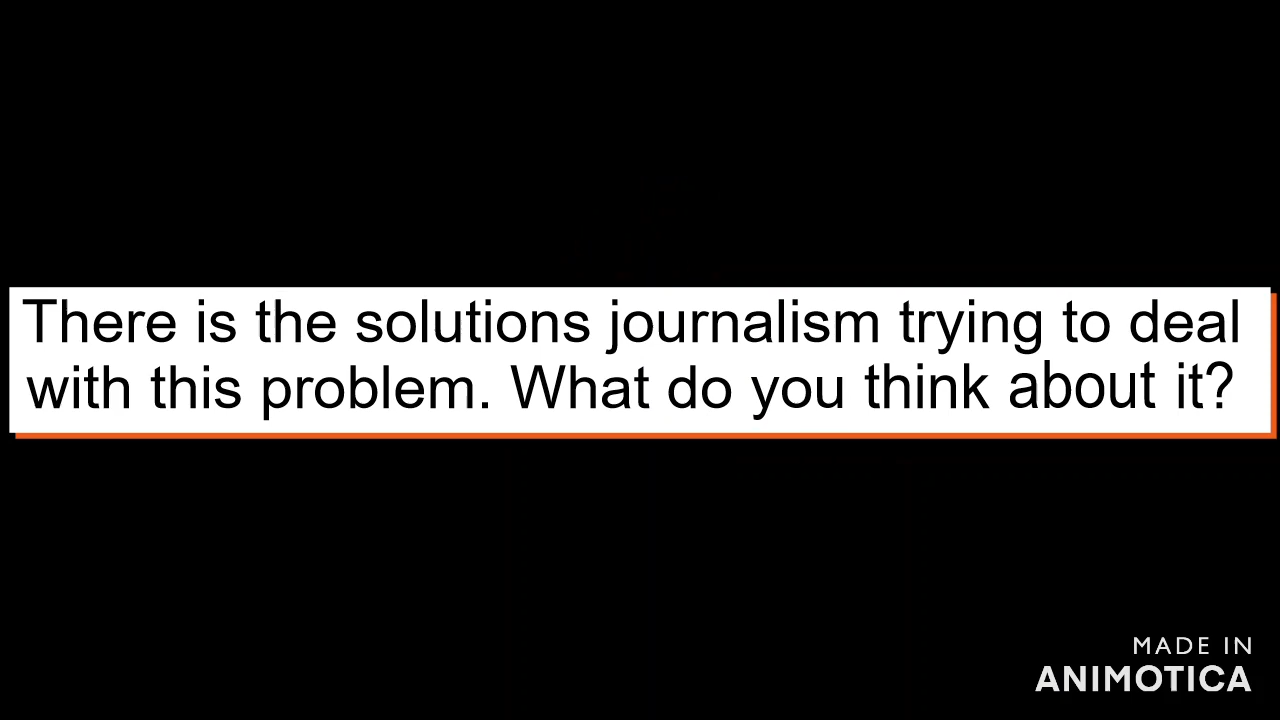 There is the solutions journalism trying to deal
with this problem. What do you think about it?
MADE IN
ANIMOTICA